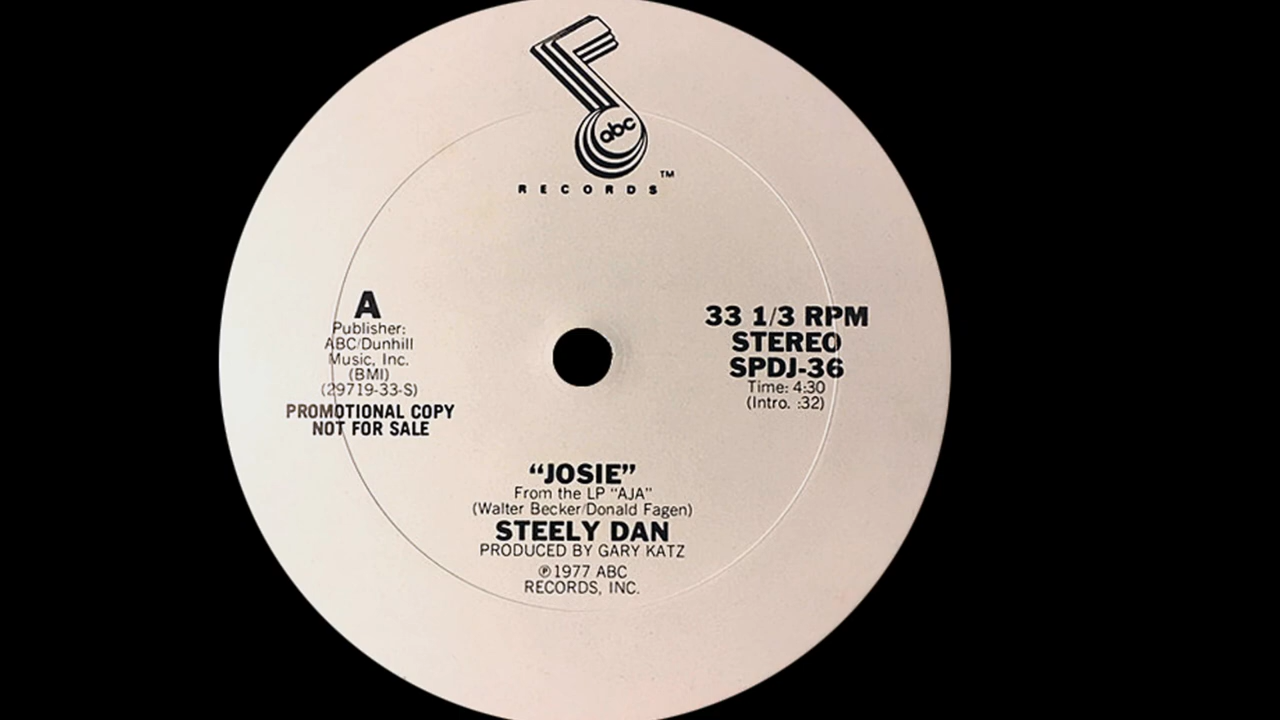 abc
RECORDS™
A
Publisher:
ABC/Dunhill
Music, Inc.
(BMI)
(29719-33-S)
PROMOTIONAL COPY
NOT FOR SALE
33 1/3 RPM
STEREO
SPDJ-36
Time: 4:30
(Intro. :32)
“JOSIE”
From the LP “AJA”
(Walter Becker/Donald Fagen)
STEELY DAN
PRODUCED BY GARY KATZ
℗1977 ABC
RECORDS, INC.